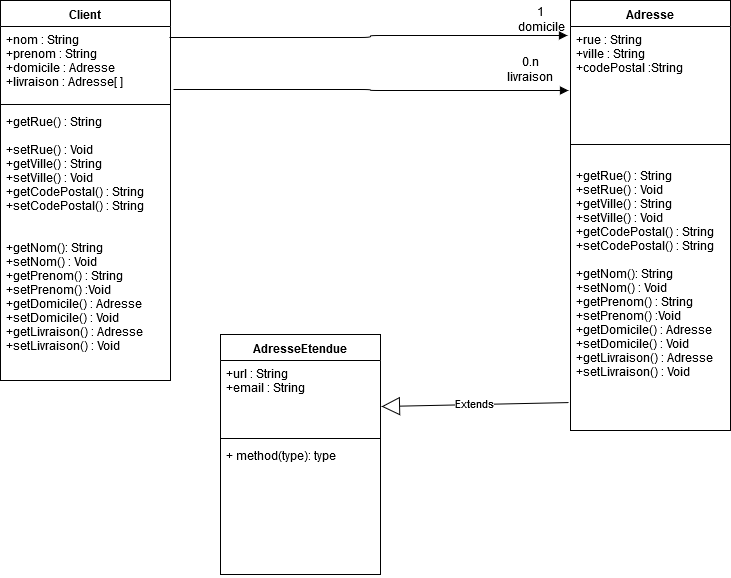 Client
+nom : String
+prenom : String
+domicile : Adresse
+livraison : Adresse[ ]
+getRue() : String
+setRue() : Void
+getVille() : String
+setVille() : Void
+getCodePostal() : String
+setCodePostal() : String
+getNom(): String
+setNom() : Void
+getPrenom() : String
+setPrenom() :Void
+getDomicile() : Adresse
+setDomicile() : Void
+getLivraison() : Adresse
+setLivraison() : Void
1
domicile
0.n
livraison
Adresse
+rue : String
+ville : String
+codePostal :String
+getRue() : String
+setRue() : Void
+getVille() : String
+setVille() : Void
+getCodePostal() : String
+setCodePostal() : String
+getNom(): String
+setNom() : Void
+getPrenom() : String
+setPrenom() :Void
+getDomicile() : Adresse
+setDomicile() : Void
+getLivraison() : Adresse
+setLivraison() : Void
AdresseEtendue
+url : String
+email : String
+ method(type): type
Extends